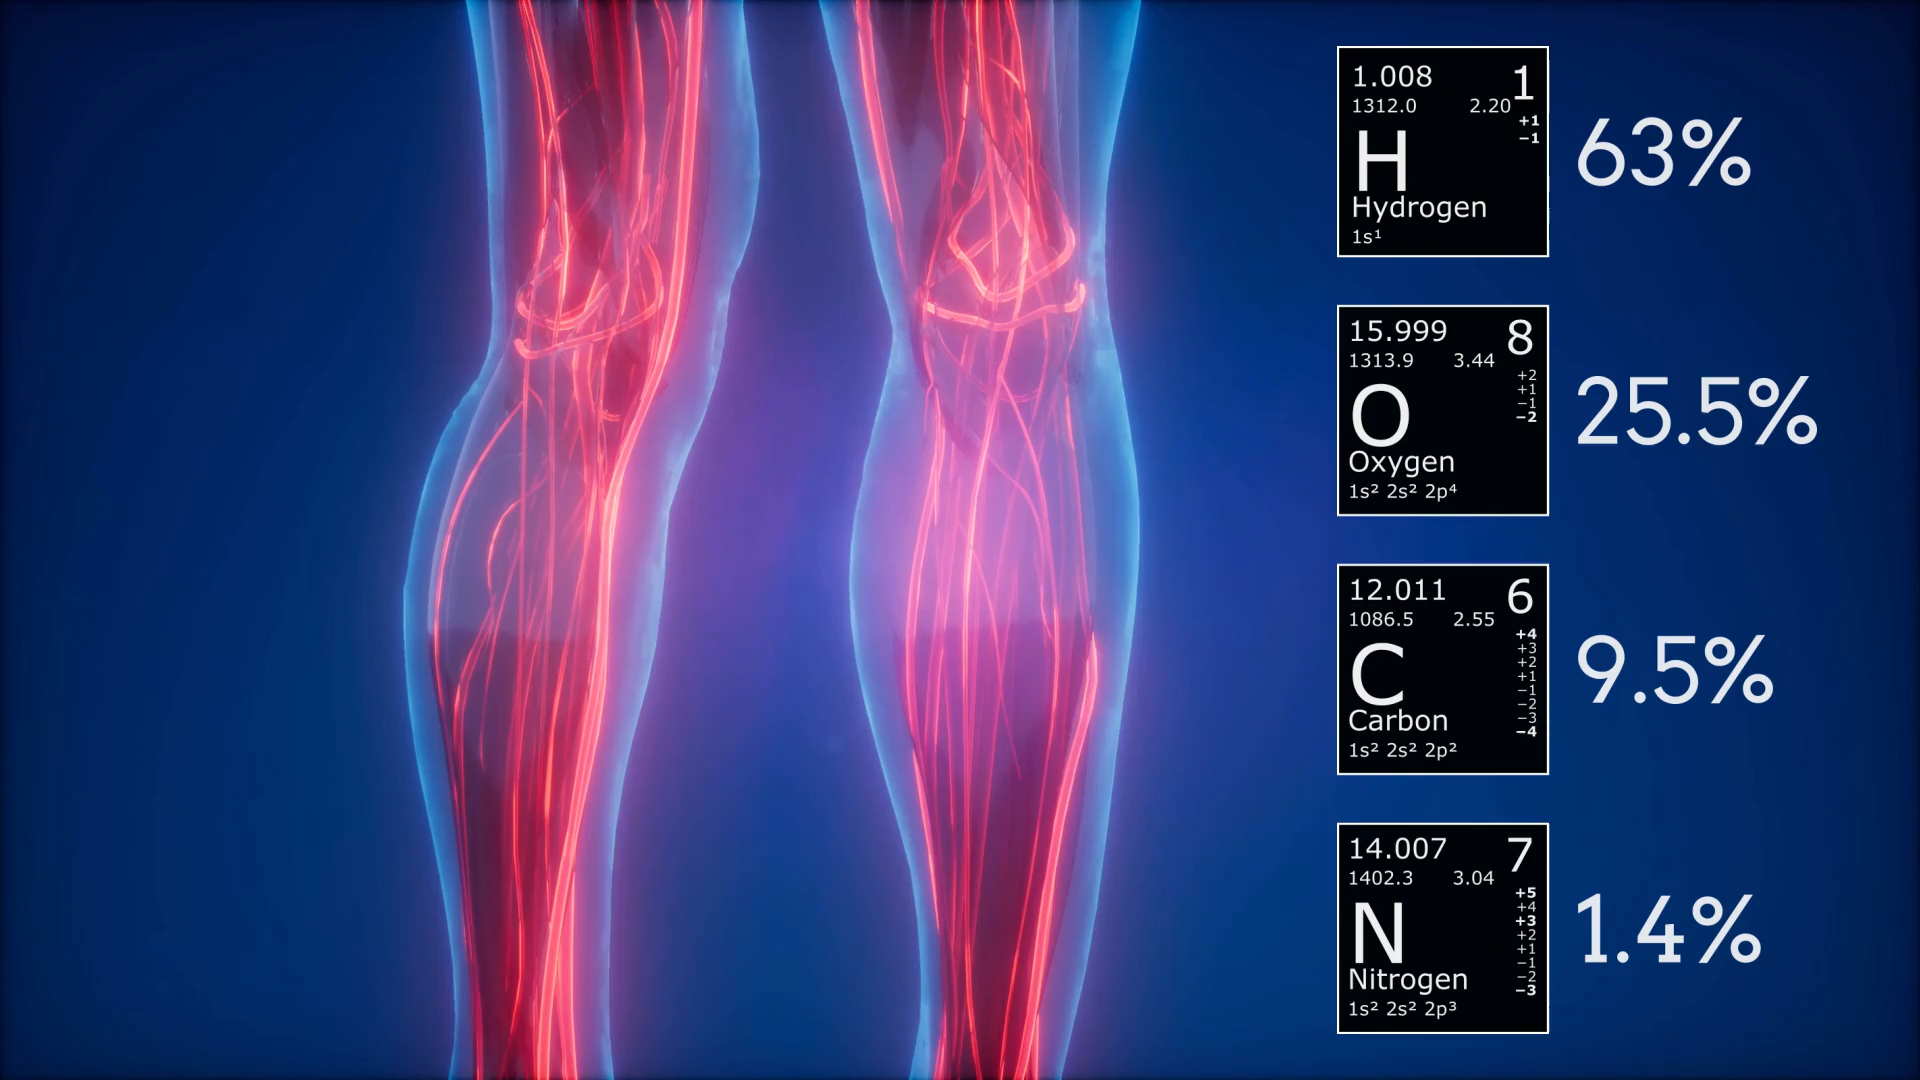 1.008 1
1312.0 2.20
+1
−1
H
Hydrogen
1s¹
63%
15.999 8
1313.9 3.44
+2
+1
−1
−2
O
Oxygen
1s² 2s² 2p⁴
25.5%
12.011 6
1086.5 2.55
+4
+3
+2
+1
−1
−2
−3
−4
C
Carbon
1s² 2s² 2p²
9.5%
14.007 7
1402.3 3.04
+5
+4
+3
+2
+1
−1
−2
−3
N
Nitrogen
1s² 2s² 2p³
1.4%